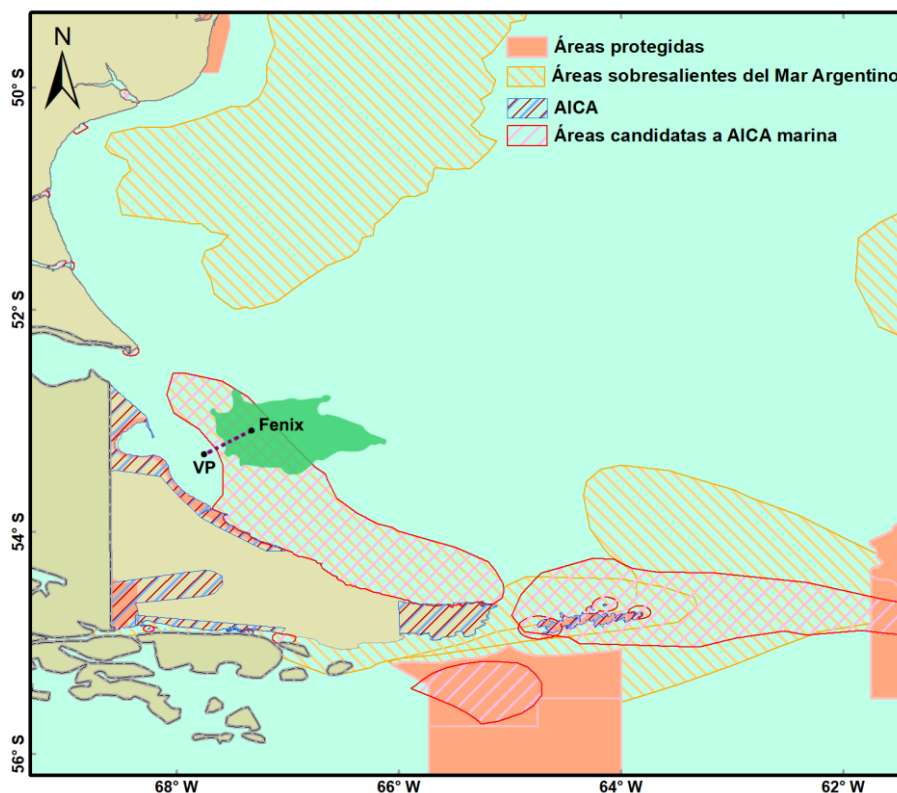 N
Áreas protegidas
Áreas sobresalientes del Mar Argentino
AICA
Áreas candidatas a AICA marina
50° S
52° S
54° S
56° S
Fenix
VP
68° W
66° W
64° W
62° W